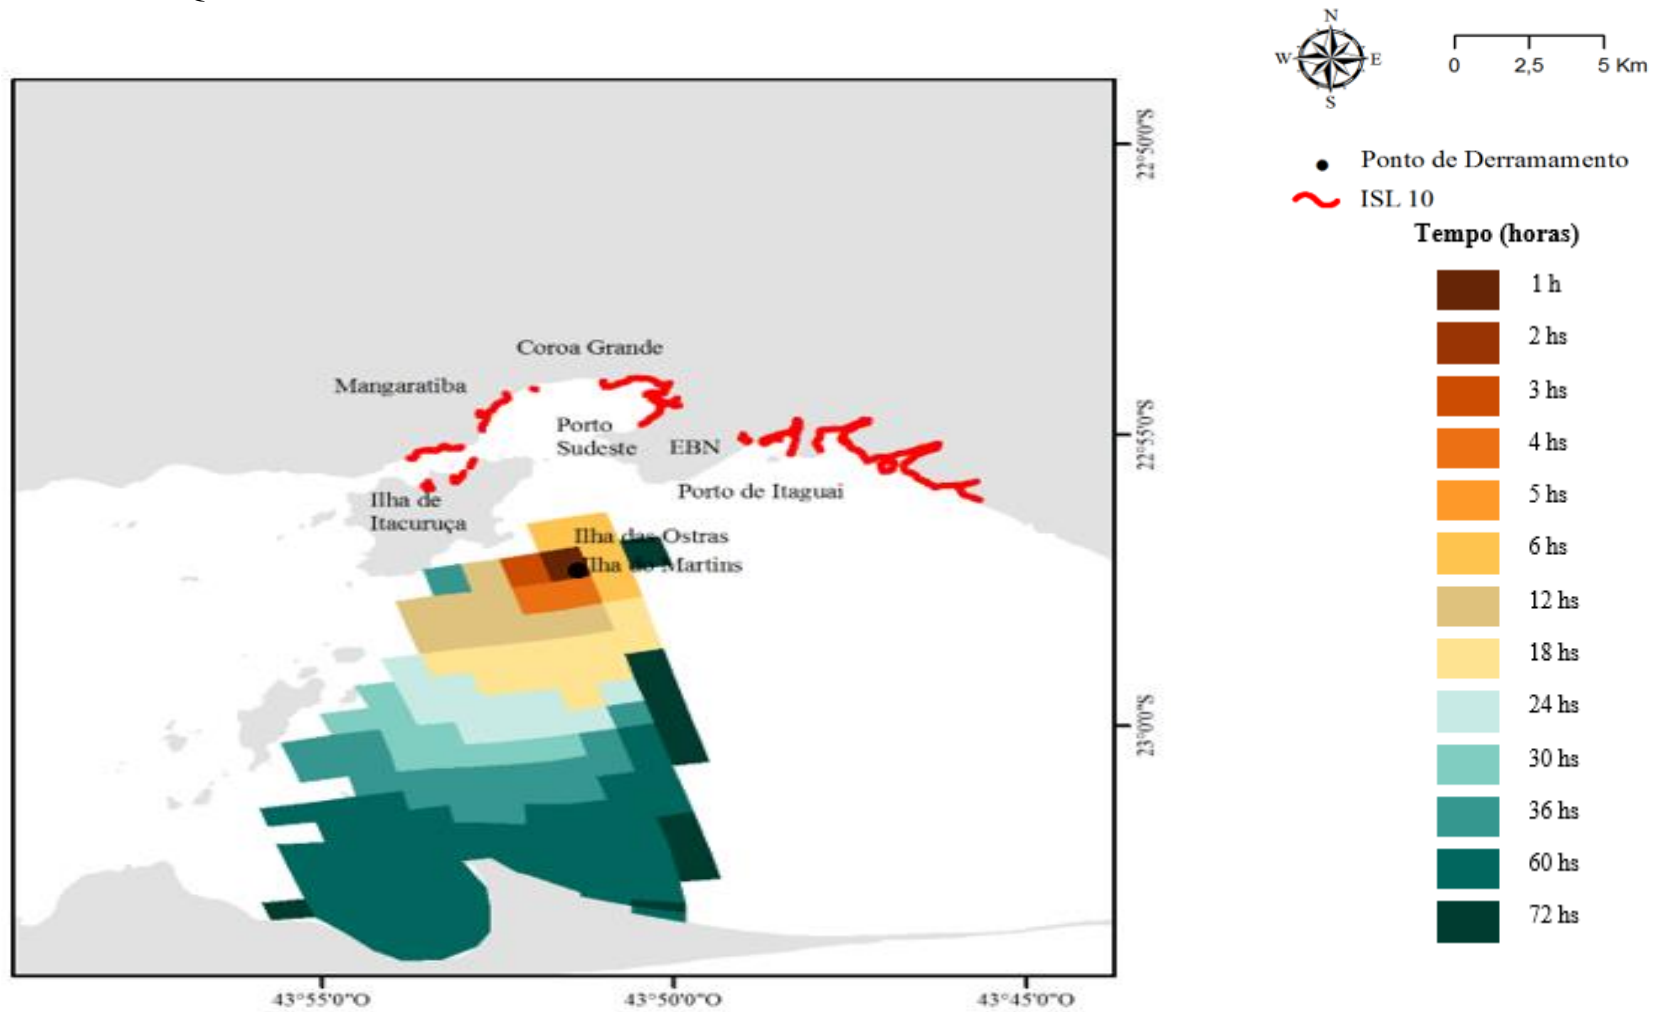 N
W
E
S
0 2,5 5 Km
Ponto de Derramamento
ISL 10
Tempo (horas)
1 h
2 hs
3 hs
4 hs
5 hs
6 hs
12 hs
18 hs
24 hs
30 hs
36 hs
60 hs
72 hs
Coroa Grande
Mangaratiba
Porto
Sudeste
EBN
Porto de Itaguai
Ilha de
Itacuruça
Ilha das Ostras
Ilha do Martins
22°50'0"S
22°55'0"S
23°0'0"S
43°55'0"O
43°50'0"O
43°45'0"O